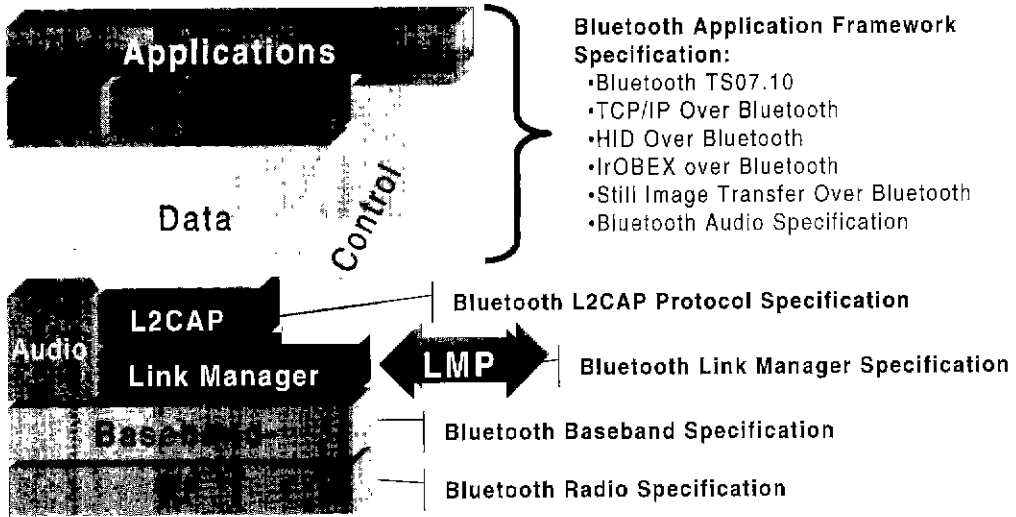 Applications
Data
Control
Audio
L2CAP
Link Manager
LMP
Baseband
Bluetooth Application Framework
Specification:
•Bluetooth TS07.10
•TCP/IP Over Bluetooth
•HID Over Bluetooth
•IrOBEX over Bluetooth
•Still Image Transfer Over Bluetooth
•Bluetooth Audio Specification
Bluetooth L2CAP Protocol Specification
Bluetooth Link Manager Specification
Bluetooth Baseband Specification
Bluetooth Radio Specification